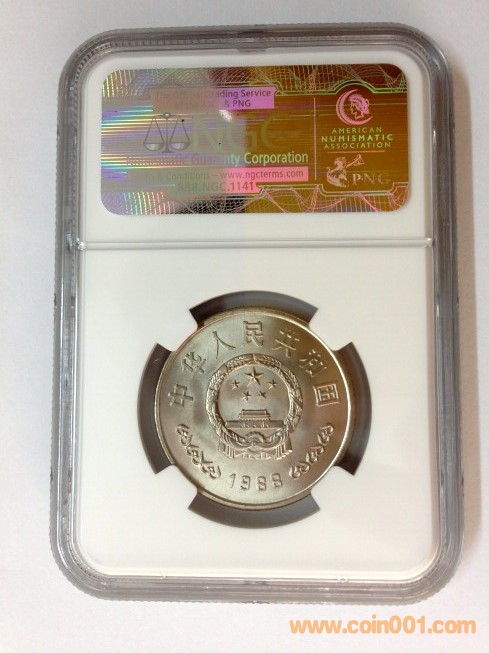 ding Service
& PNG
NGC
Guaranty Corporation
www.ngcterms.com
NGC.1141
AMERICAN
NUMISMATIC
ASSOCIATION
PNG
中华人民共和国
1988
www.coin001.com